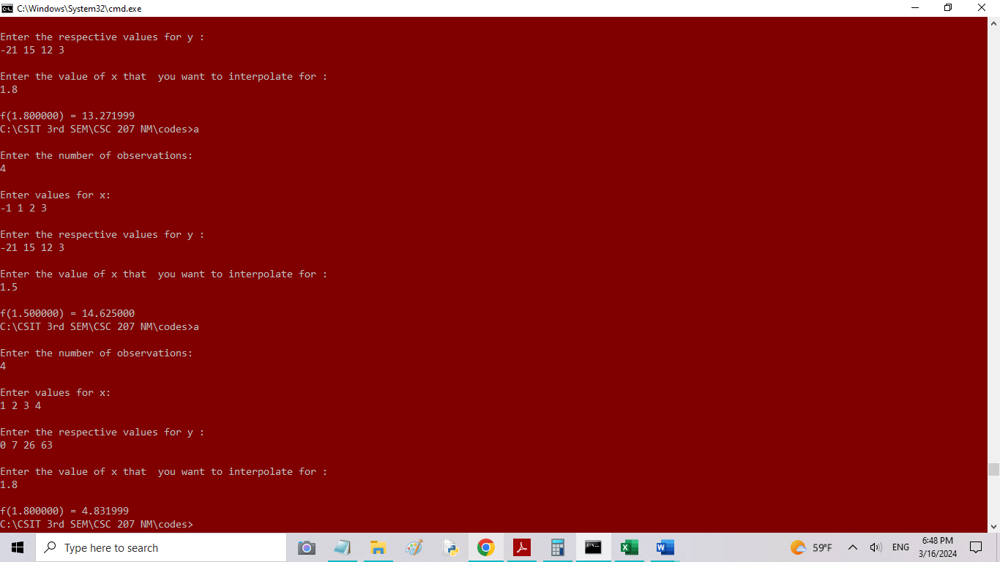 C:\Windows\System32\cmd.exe
Enter the respective values for y :
-21 15 12 3
Enter the value of x that  you want to interpolate for :
1.8
f(1.800000) = 13.271999
C:\CSIT 3rd SEM\CSC 207 NM\codes>a
Enter the number of observations:
4
Enter values for x:
-1 1 2 3
Enter the respective values for y :
-21 15 12 3
Enter the value of x that  you want to interpolate for :
1.5
f(1.500000) = 14.625000
C:\CSIT 3rd SEM\CSC 207 NM\codes>a
Enter the number of observations:
4
Enter values for x:
1 2 3 4
Enter the respective values for y :
0 7 26 63
Enter the value of x that  you want to interpolate for :
1.8
f(1.800000) = 4.831999
C:\CSIT 3rd SEM\CSC 207 NM\codes>
Type here to search
59°F
ENG
6:48 PM
3/16/2024